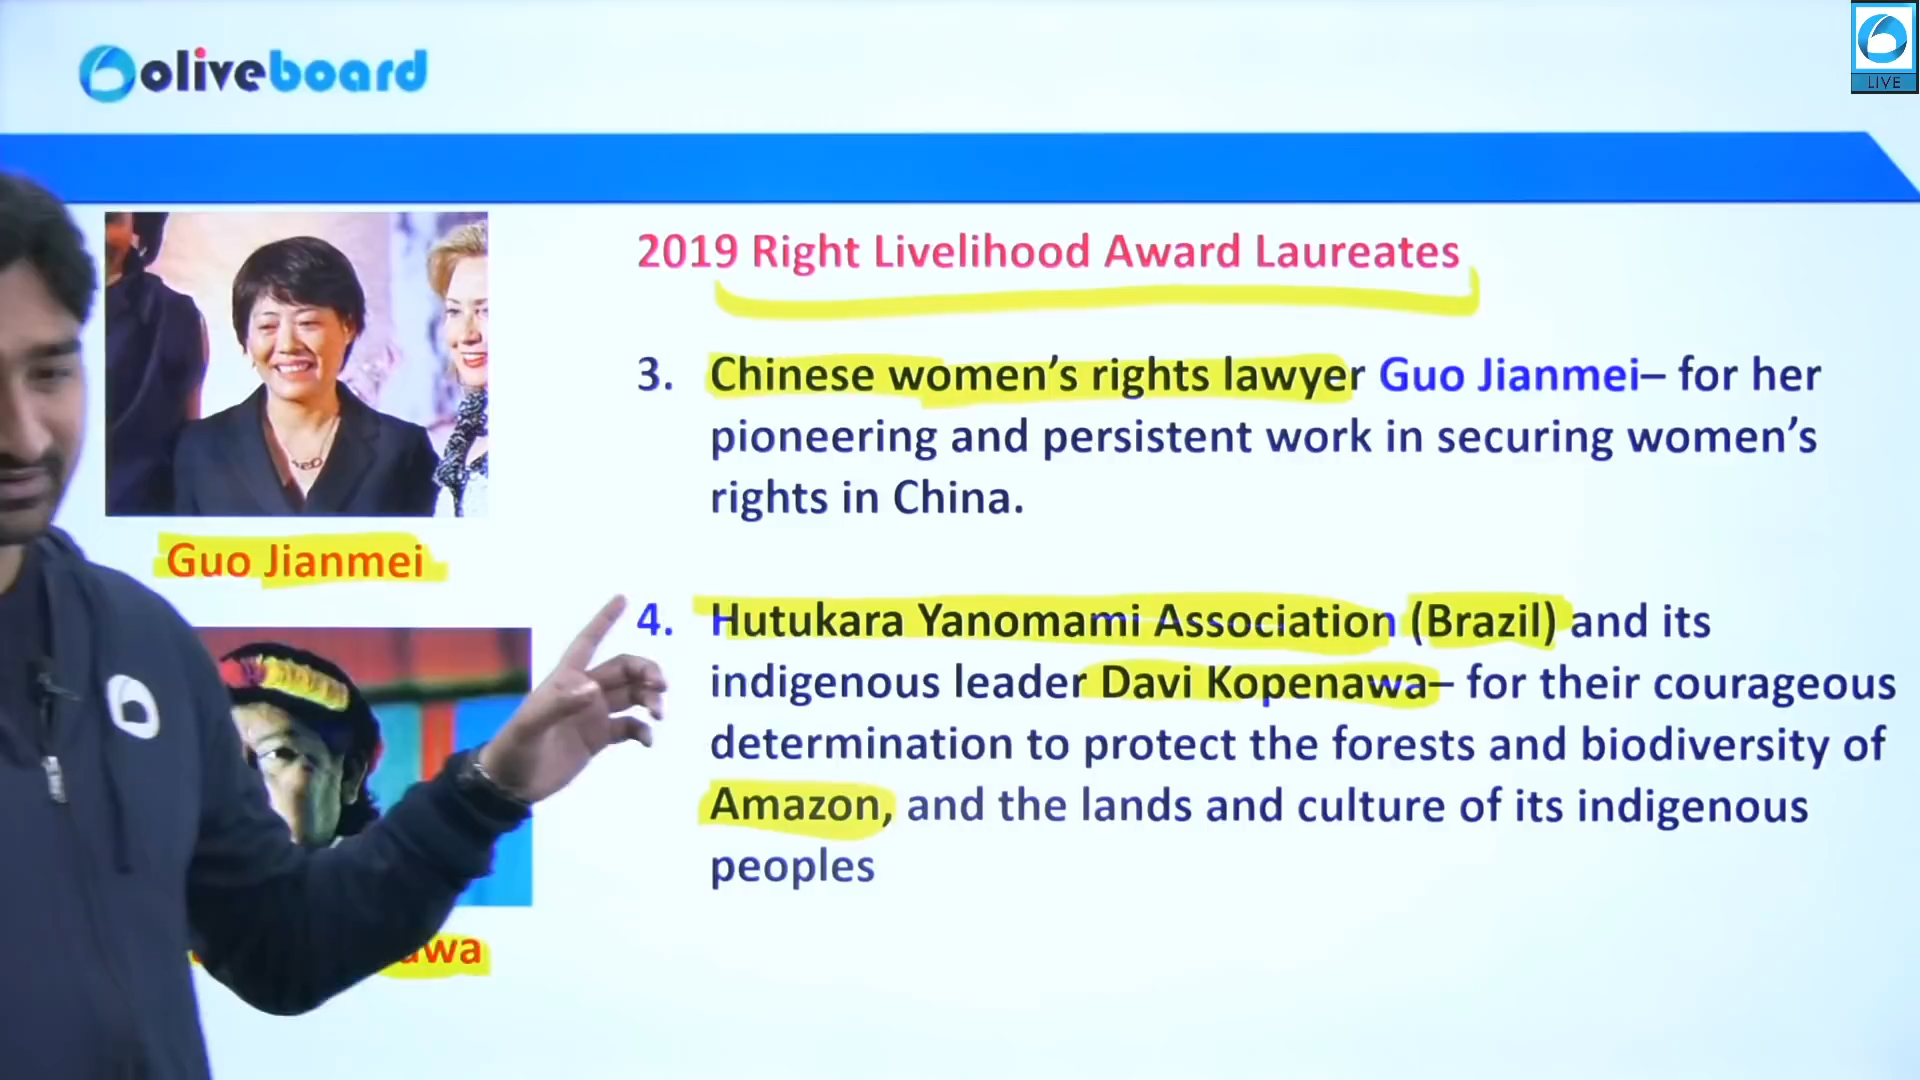 oliveboard
LIVE
2019 Right Livelihood Award Laureates
3. Chinese women’s rights lawyer Guo Jianmei– for her
pioneering and persistent work in securing women’s
rights in China.
Guo Jianmei
4. Hutukara Yanomami Association (Brazil) and its
indigenous leader Davi Kopenawa– for their courageous
determination to protect the forests and biodiversity of
Amazon, and the lands and culture of its indigenous
peoples